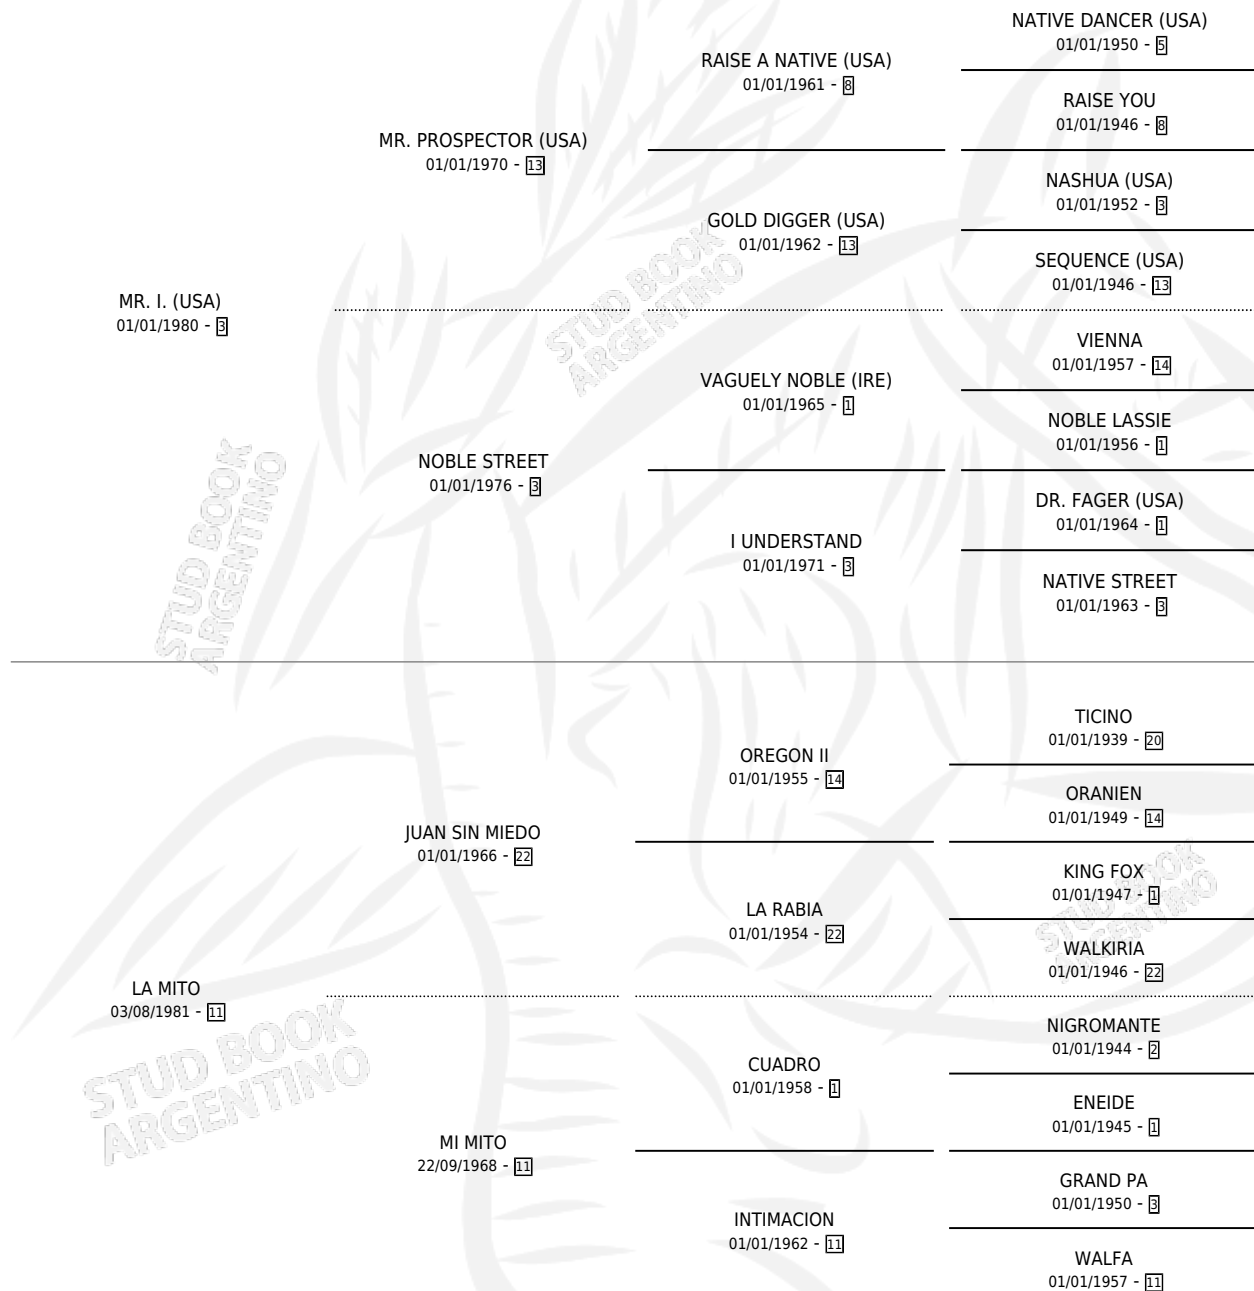 NATIVE DANCER (USA)
01/01/1950 - 5
RAISE A NATIVE (USA)
01/01/1961 - 8
RAISE YOU
01/01/1946 - 8
MR. PROSPECTOR (USA)
01/01/1970 - 13
NASHUA (USA)
01/01/1952 - 3
GOLD DIGGER (USA)
01/01/1962 - 13
SEQUENCE (USA)
01/01/1946 - 13
MR. I. (USA)
01/01/1980 - 3
STUD BOOK
ARGENTINO
VIENNA
01/01/1957 - 14
VAGUELY NOBLE (IRE)
01/01/1965 - 1
NOBLE LASSIE
01/01/1956 - 1
NOBLE STREET
01/01/1976 - 3
DR. FAGER (USA)
01/01/1964 - 1
I UNDERSTAND
01/01/1971 - 3
NATIVE STREET
01/01/1963 - 3
STUD BOOK
ARGENTINO
TICINO
01/01/1939 - 20
OREGON II
01/01/1955 - 14
ORANIEN
01/01/1949 - 14
JUAN SIN MIEDO
01/01/1966 - 22
KING FOX
01/01/1947 - 1
LA RABIA
01/01/1954 - 22
WALKIRIA
01/01/1946 - 22
STUD BOOK
ARGENTINO
LA MITO
03/08/1981 - 11
NIGROMANTE
01/01/1944 - 2
CUADRO
01/01/1958 - 1
ENEIDE
01/01/1945 - 1
STUD BOOK
ARGENTINO
MI MITO
22/09/1968 - 11
GRAND PA
01/01/1950 - 3
INTIMACION
01/01/1962 - 11
WALFA
01/01/1957 - 11